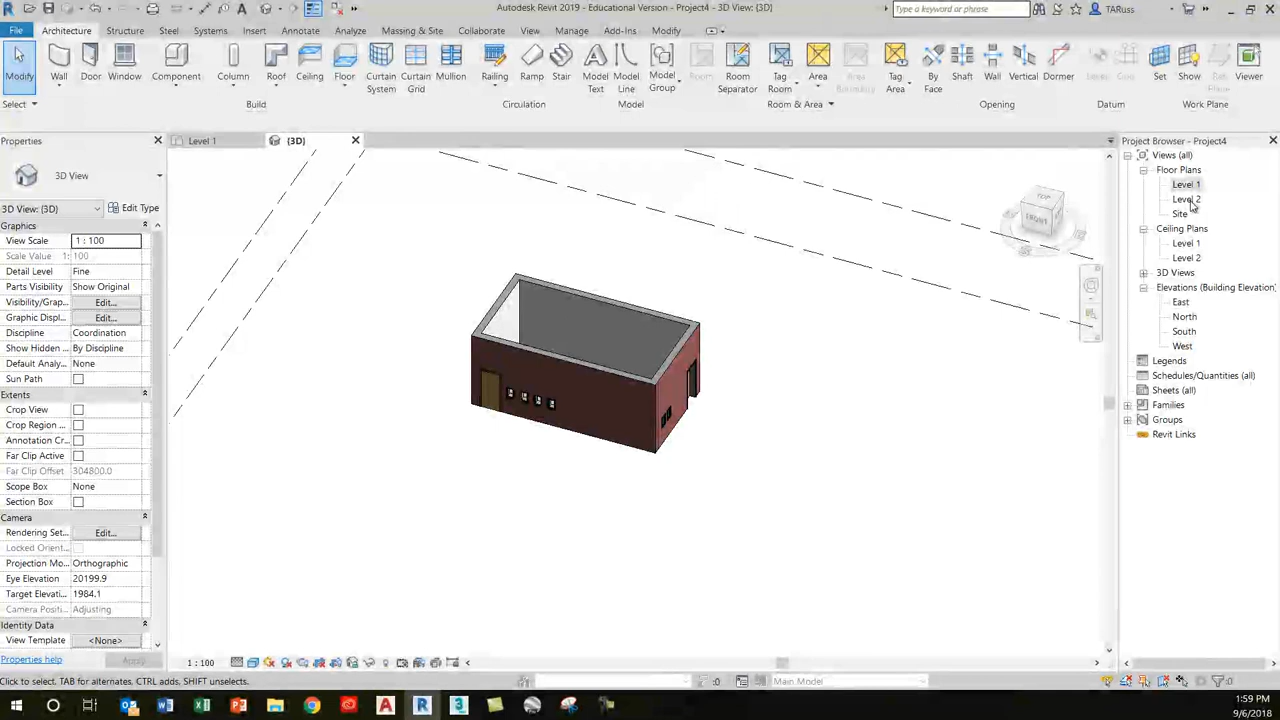 Autodesk Revit 2019 - Educational Version - Project4 - 3D View: {3D}
Type a keyword or phrase
TARuss
File Architecture Structure Steel Systems Insert Annotate Analyze Massing & Site Collaborate View Manage Add-Ins Modify
Modify Wall Door Window Component Column Roof Ceiling Floor Curtain System Curtain Grid Mullion Railing Ramp Stair Model Text Model Line Model Group Room Room Separator Tag Room Area Area Boundary Tag Area By Face Shaft Wall Vertical Dormer Level Grid Set Show Ref Plane Viewer
Select Build Circulation Model Room & Area Opening Datum Work Plane
Properties
Level 1
{3D}
3D View
3D View: {3D}
Edit Type
Graphics
View Scale 1 : 100
Scale Value 1: 100
Detail Level Fine
Parts Visibility Show Original
Visibility/Grap... Edit...
Graphic Displ... Edit...
Discipline Coordination
Show Hidden ... By Discipline
Default Analy... None
Sun Path
Extents
Crop View
Crop Region ...
Annotation Cr...
Far Clip Active
Far Clip Offset 304800.0
Scope Box None
Section Box
Camera
Rendering Set... Edit...
Locked Orient...
Projection Mo... Orthographic
Eye Elevation 20199.9
Target Elevati... 1984.1
Camera Positi... Adjusting
Identity Data
View Template <None>
Properties help
Apply
TOP
FRONT
Project Browser - Project4
Views (all)
Floor Plans
Level 1
Level 2
Site
Ceiling Plans
Level 1
Level 2
3D Views
Elevations (Building Elevation)
East
North
South
West
Legends
Schedules/Quantities (all)
Sheets (all)
Families
Groups
Revit Links
1 : 100
Click to select, TAB for alternates, CTRL adds, SHIFT unselects.
:0
Main Model
:0
1:59 PM
9/6/2018